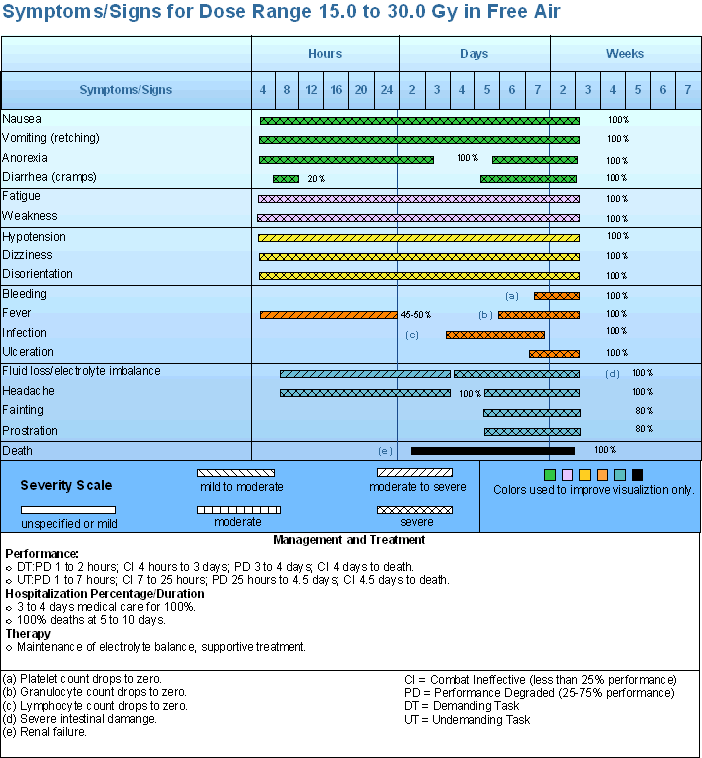 Symptoms/Signs for Dose Range 15.0 to 30.0 Gy in Free Air
Hours Days Weeks
Symptoms/Signs 4 8 12 16 20 24 2 3 4 5 6 7 2 3 4 5 6 7
Nausea 100%
Vomiting (retching) 100%
Anorexia 100% 100%
Diarrhea (cramps) 20% 100%
Fatigue 100%
Weakness 100%
Hypotension 100%
Dizziness 100%
Disorientation 100%
Bleeding (a) 100%
Fever 45-50% (b) 100%
Infection (c) 100%
Ulceration 100%
Fluid loss/electrolyte imbalance (d) 100%
Headache 100% 100%
Fainting 80%
Prostration 80%
Death (e) 100%
Severity Scale
mild to moderate
moderate to severe
unspecified or mild
moderate
severe
Colors used to improve visualiztion only.
Management and Treatment
Performance:
◇ DT:PD 1 to 2 hours; CI 4 hours to 3 days; PD 3 to 4 days; CI 4 days to death.
◇ UT:PD 1 to 7 hours; CI 7 to 25 hours; PD 25 hours to 4.5 days; CI 4.5 days to death.
Hospitalization Percentage/Duration
◇ 3 to 4 days medical care for 100%.
◇ 100% deaths at 5 to 10 days.
Therapy
◇ Maintenance of electrolyte balance, supportive treatment.
(a) Platelet count drops to zero.
(b) Granulocyte count drops to zero.
(c) Lymphocyte count drops to zero.
(d) Severe intestinal damange.
(e) Renal failure.
CI = Combat Ineffective (less than 25% performance)
PD = Performance Degraded (25-75% performance)
DT = Demanding Task
UT = Undemanding Task